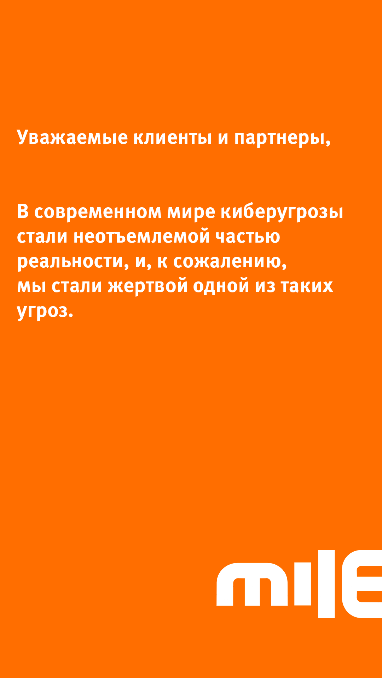 Уважаемые клиенты и партнеры,
В современном мире киберугрозы
стали неотъемлемой частью
реальности, и, к сожалению,
мы стали жертвой одной из таких
угроз.
mile